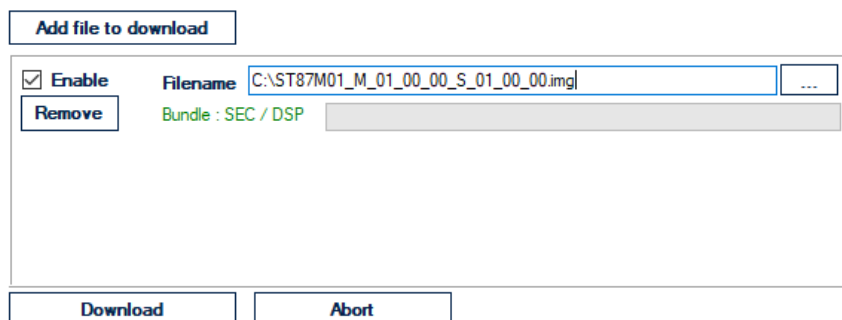 Add file to download
Enable Filename C:\ST87M01_M_01_00_00_S_01_00_00.img ...
Remove Bundle : SEC / DSP
Download Abort